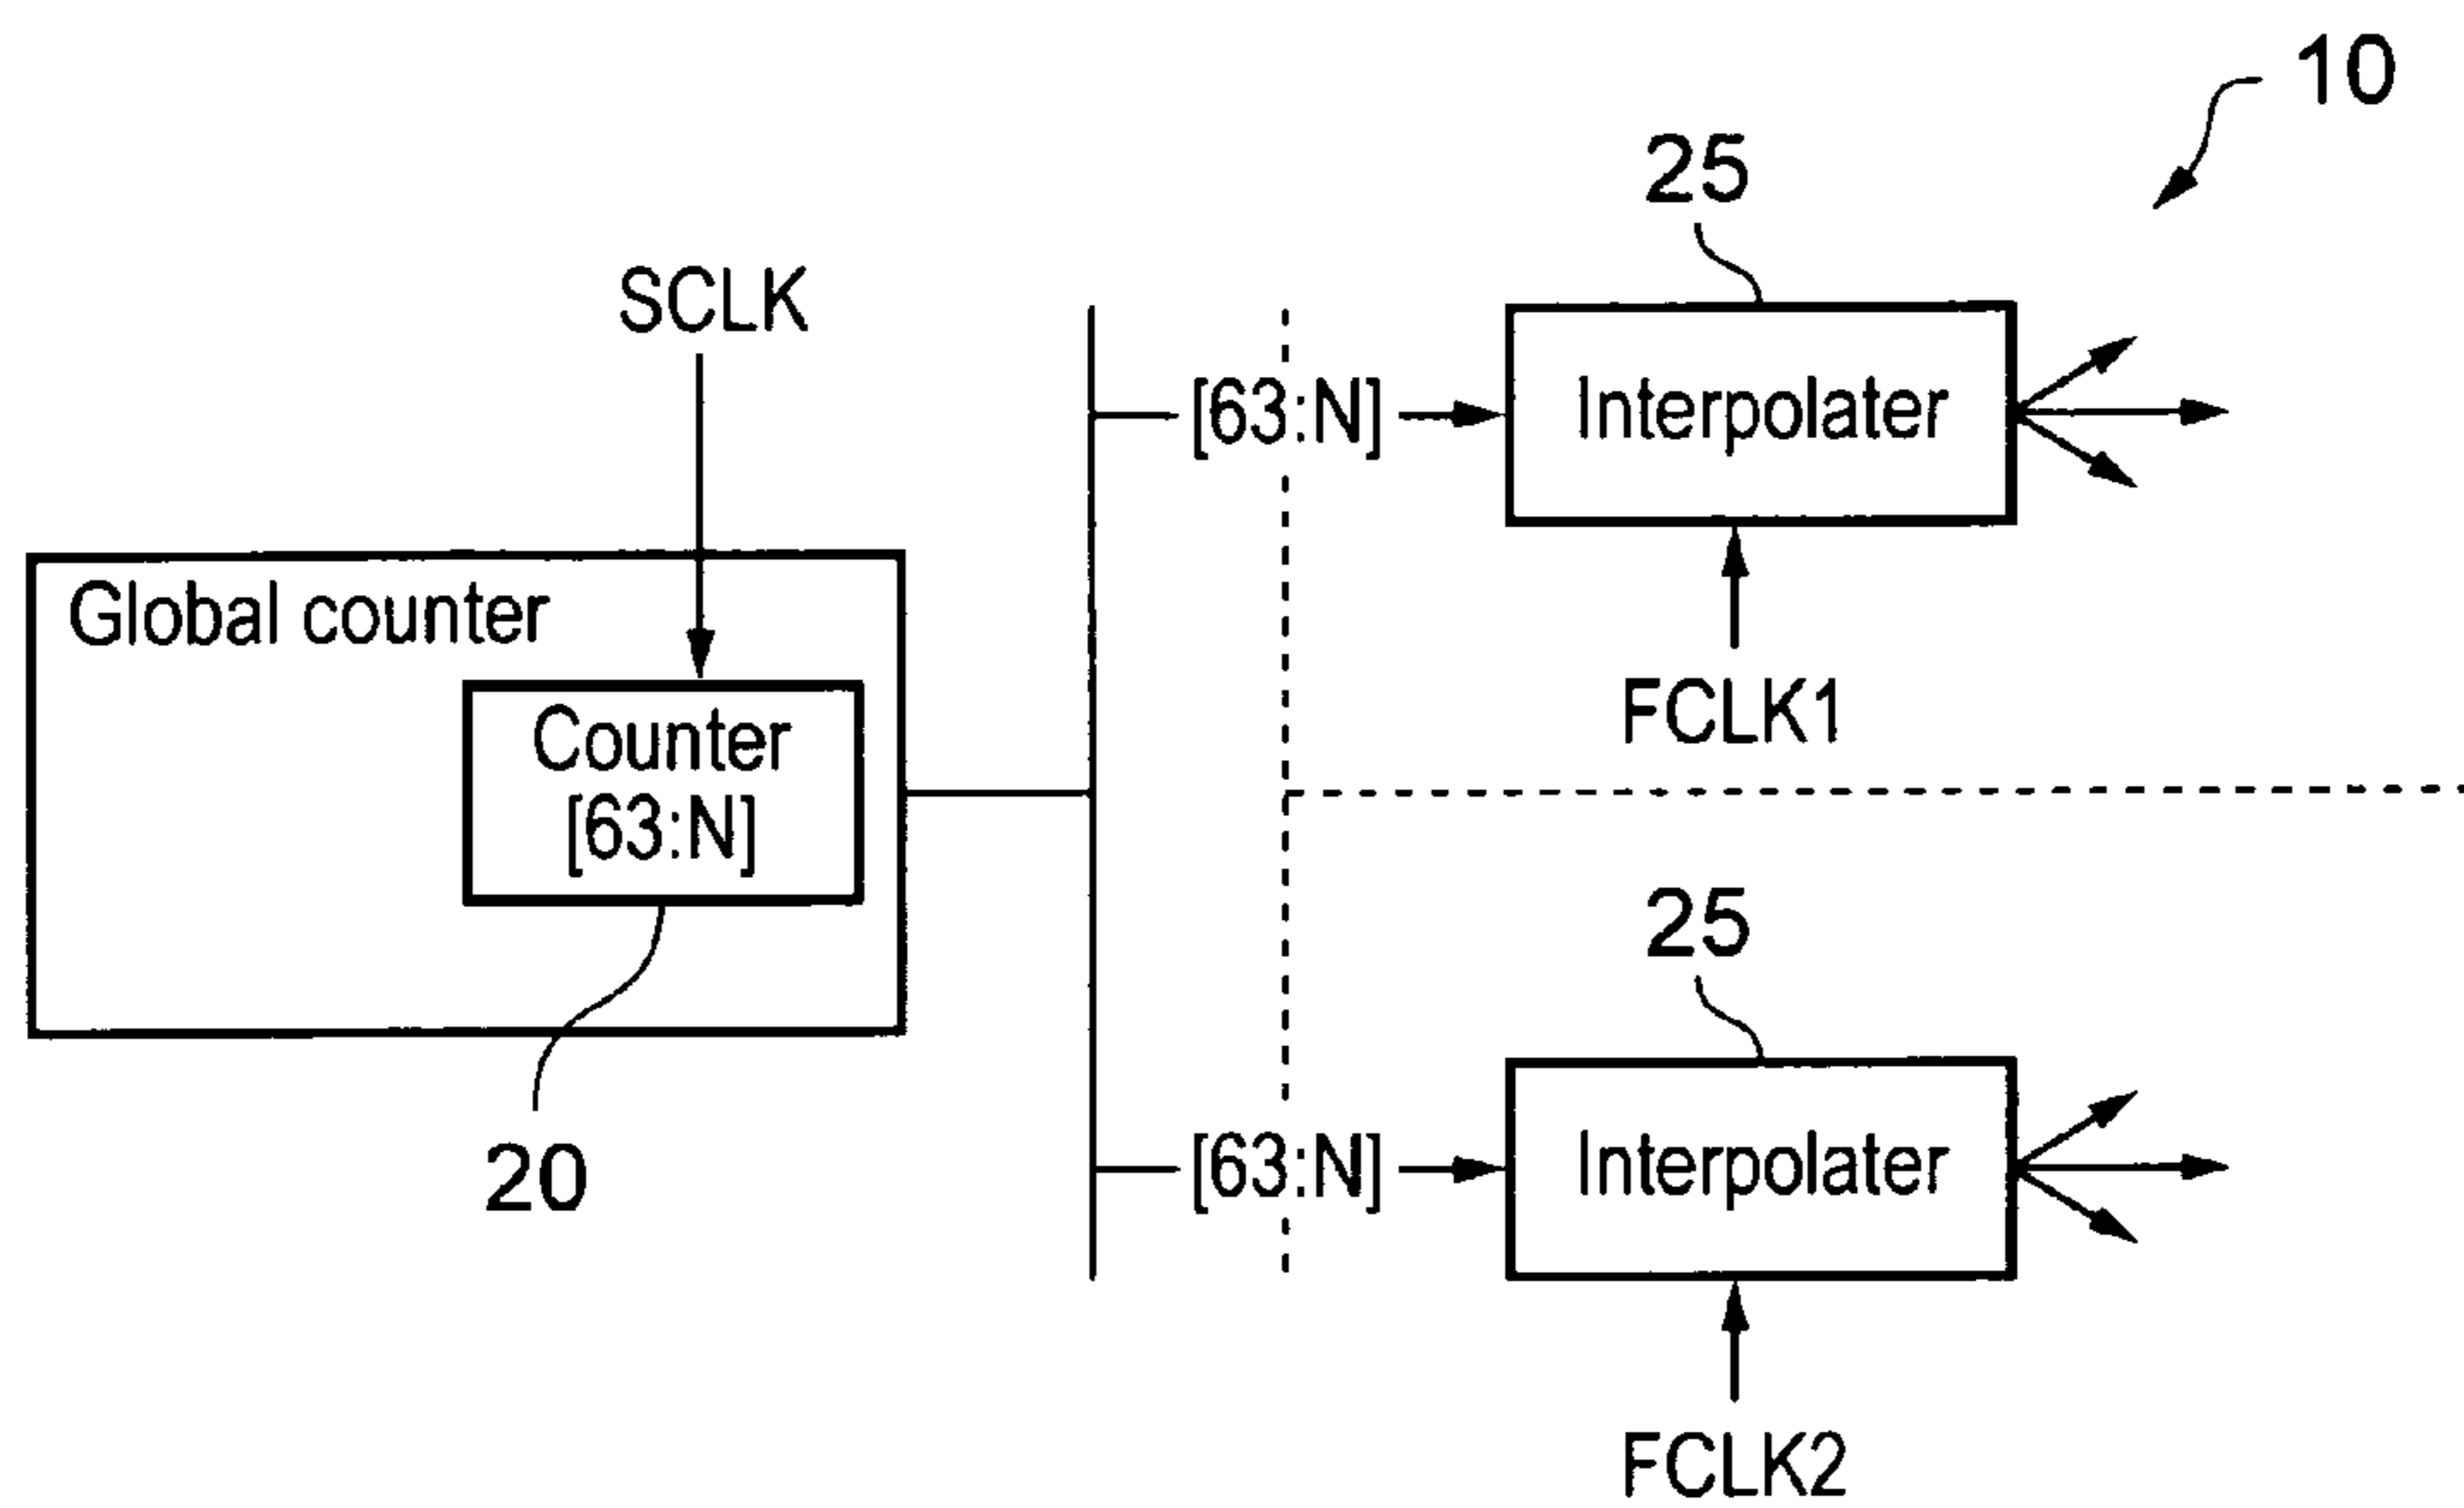 10
25
SCLK
[63:N]
Interpolater
Global counter
FCLK1
Counter
[63:N]
25
20
[63:N]
Interpolater
FCLK2